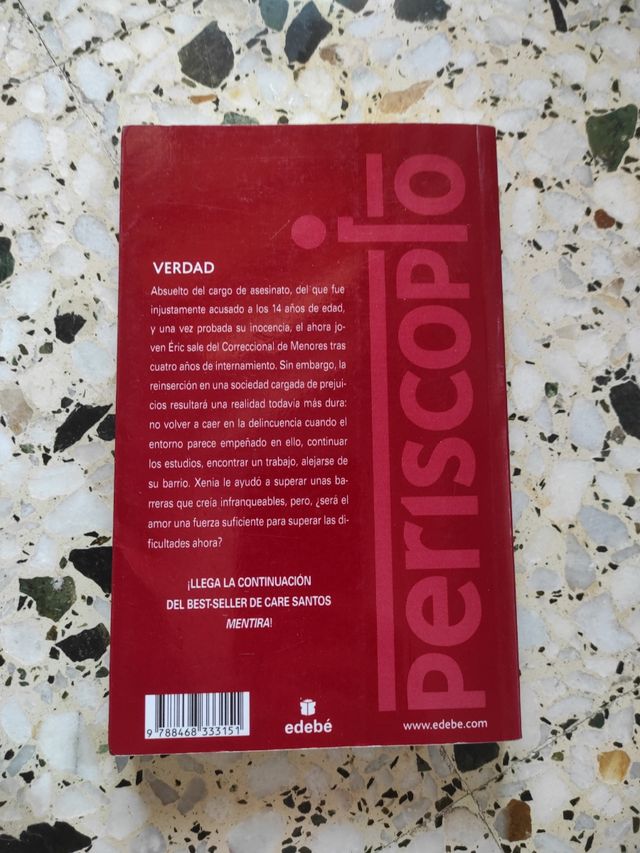 VERDAD
Absuelto del cargo de asesinato, del que fue
injustamente acusado a los 14 años de edad,
y una vez probada su inocencia, el ahora jo-
ven Éric sale del Correccional de Menores tras
cuatro años de internamiento. Sin embargo, la
reinserción en una sociedad cargada de prejui-
cios resultará una realidad todavía más dura:
no volver a caer en la delincuencia cuando el
entorno parece empeñado en ello, continuar
los estudios, encontrar un trabajo, alejarse de
su barrio. Xenia le ayudó a superar unas ba-
rreras que creía infranqueables, pero, ¿será el
amor una fuerza suficiente para superar las di-
ficultades ahora?
¡LLEGA LA CONTINUACIÓN
DEL BEST-SELLER DE CARE SANTOS
MENTIRA!
9 788468 333151
edebé
www.edebe.com
periscopio